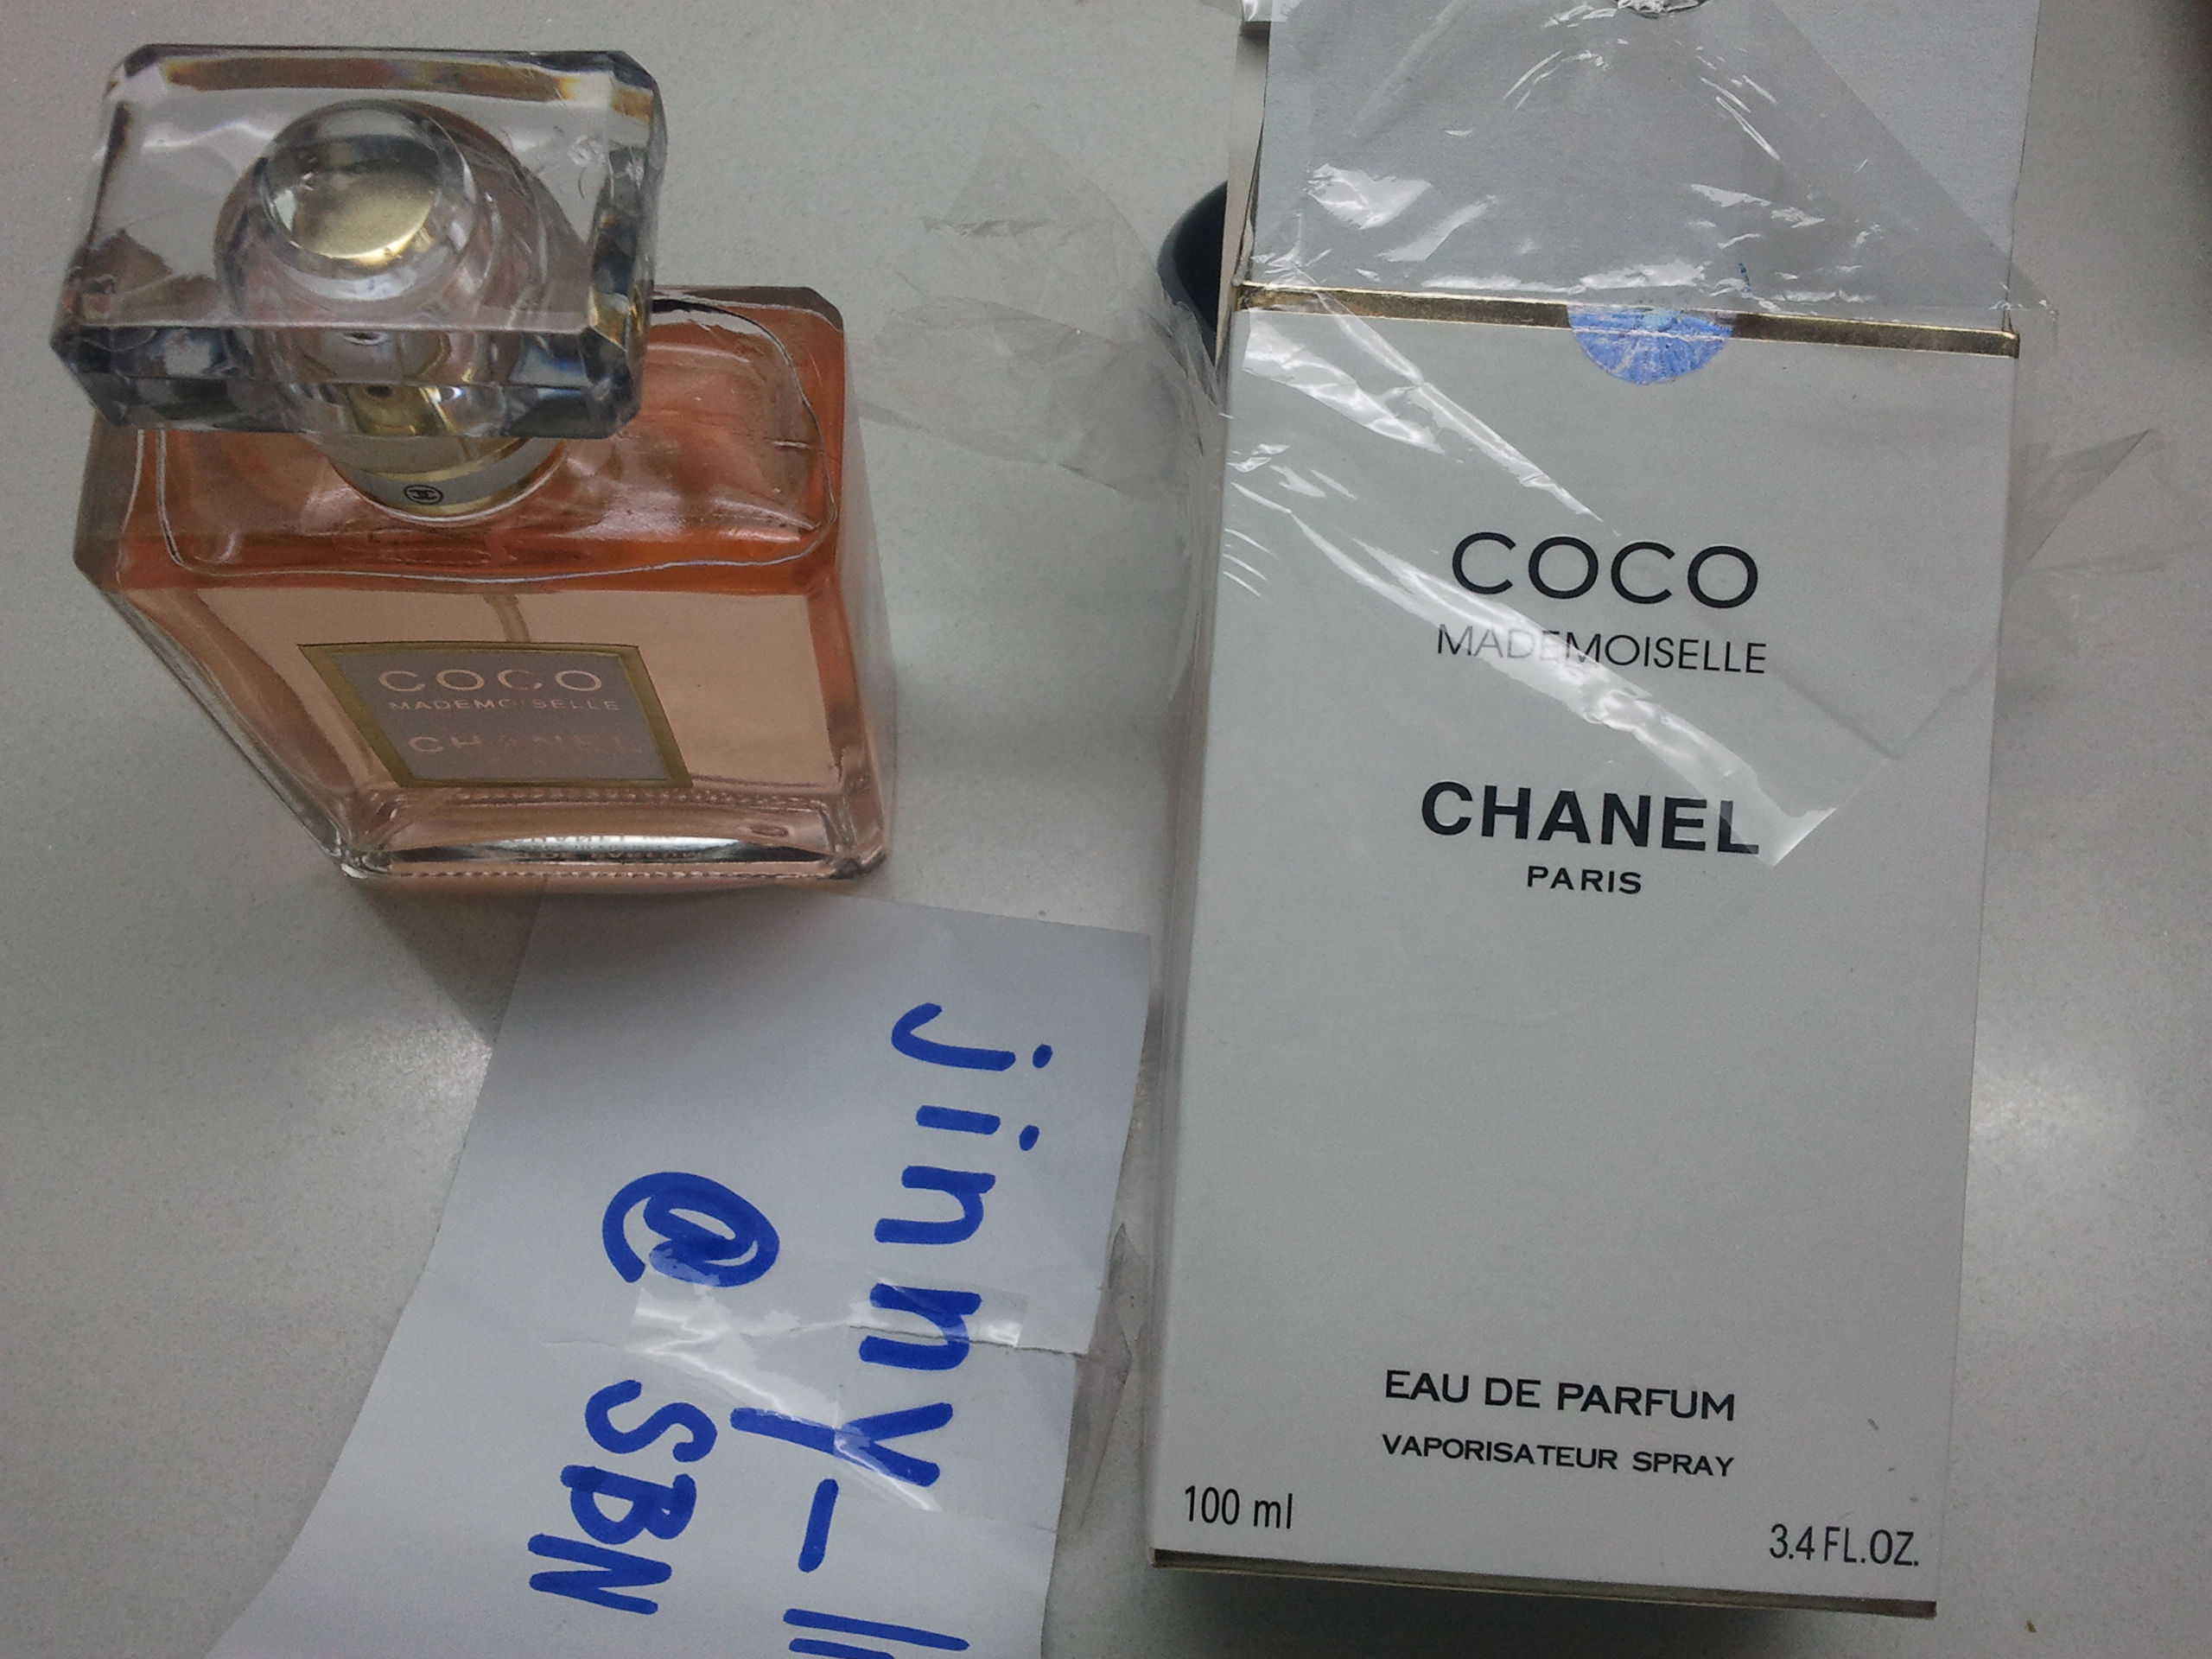 COCO
MADEMOISELLE
CHANEL
COCO
MADEMOISELLE
CHANEL
PARIS
EAU DE PARFUM
VAPORISATEUR SPRAY
100 ml
3.4 FL.OZ.
@ SBN